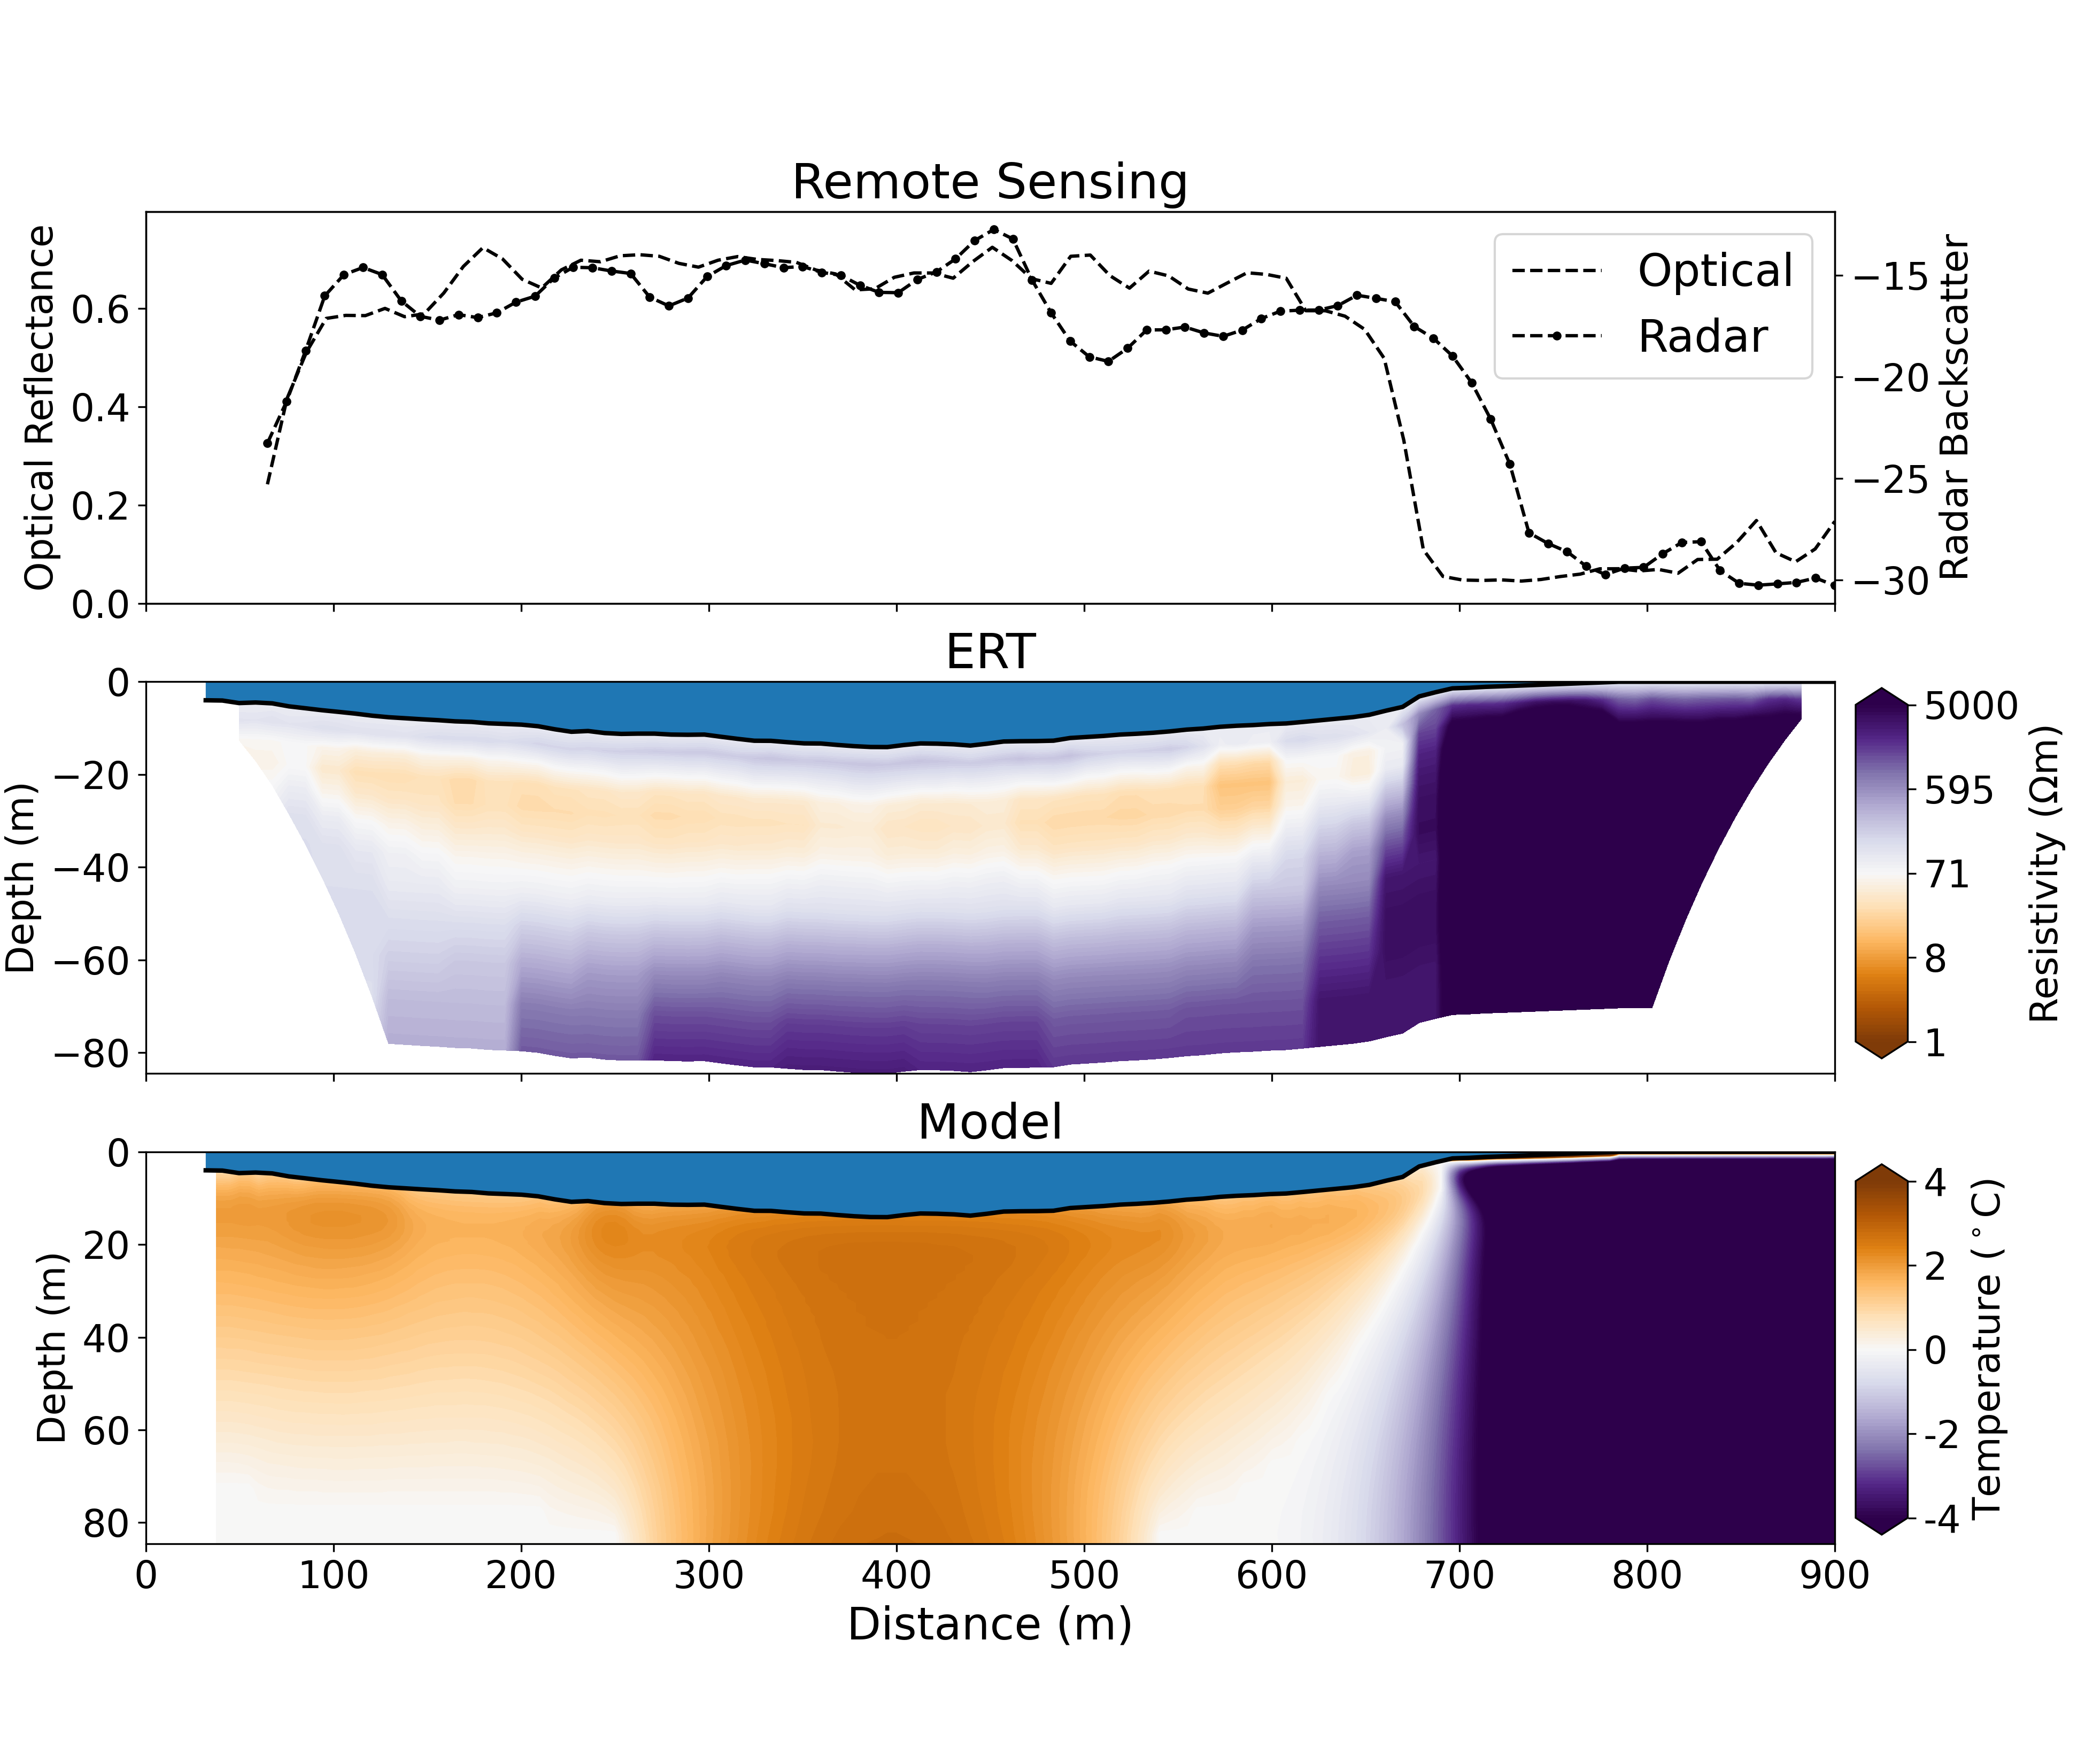 Remote Sensing
Optical Reflectance
0.6
0.4
0.2
0.0
Optical
Radar
−15
−20
−25
−30
Radar Backscatter
ERT
Depth (m)
0
−20
−40
−60
−80
5000
595
71
8
1
Resistivity (Ωm)
Model
Depth (m)
0
20
40
60
80
4
2
0
-2
-4
Temperature (°C)
0 100 200 300 400 500 600 700 800 900
Distance (m)